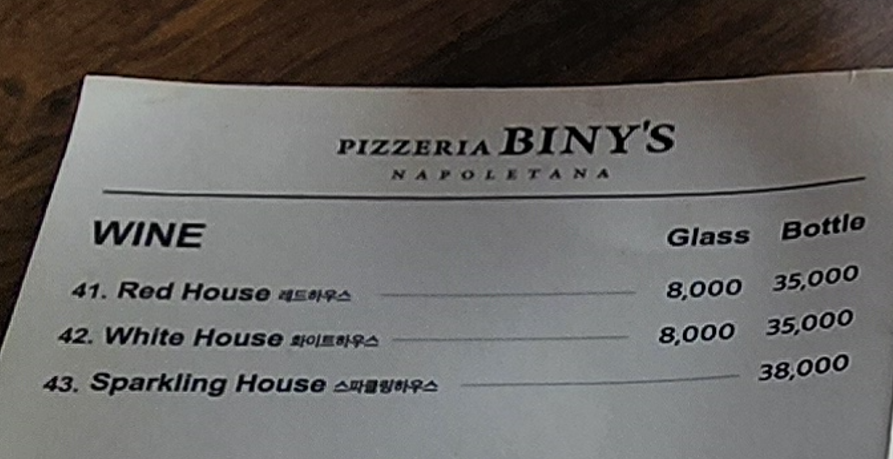 PIZZERIA BINY'S
NAPOLETANA
WINE Glass Bottle
41. Red House 레드하우스 8,000 35,000
42. White House 화이트하우스 8,000 35,000
43. Sparkling House 스파클링하우스 38,000